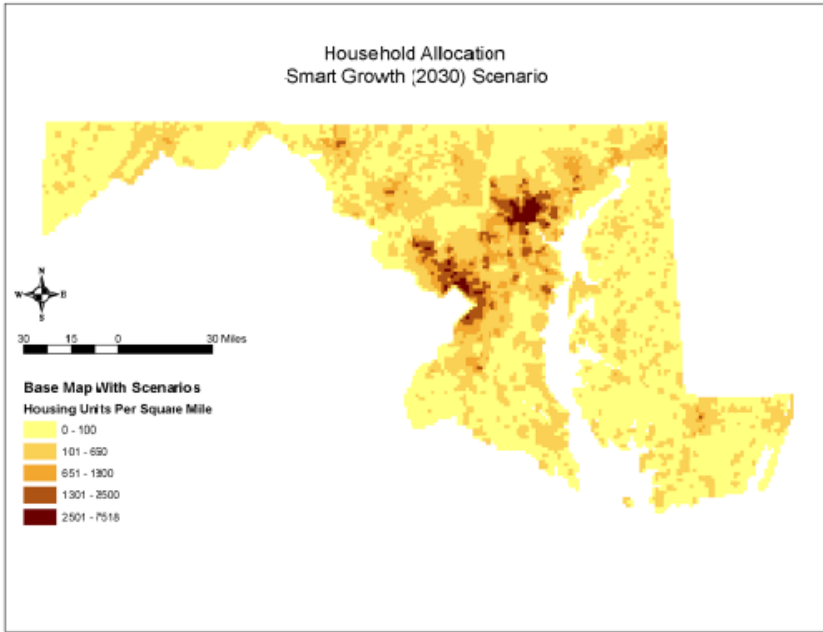 Household Allocation
Smart Growth (2030) Scenario
N
W E
S
30 15 0 30 Miles
Base Map With Scenarios
Housing Units Per Square Mile
0 - 100
101 - 650
651 - 1300
1301 - 2500
2501 - 7518